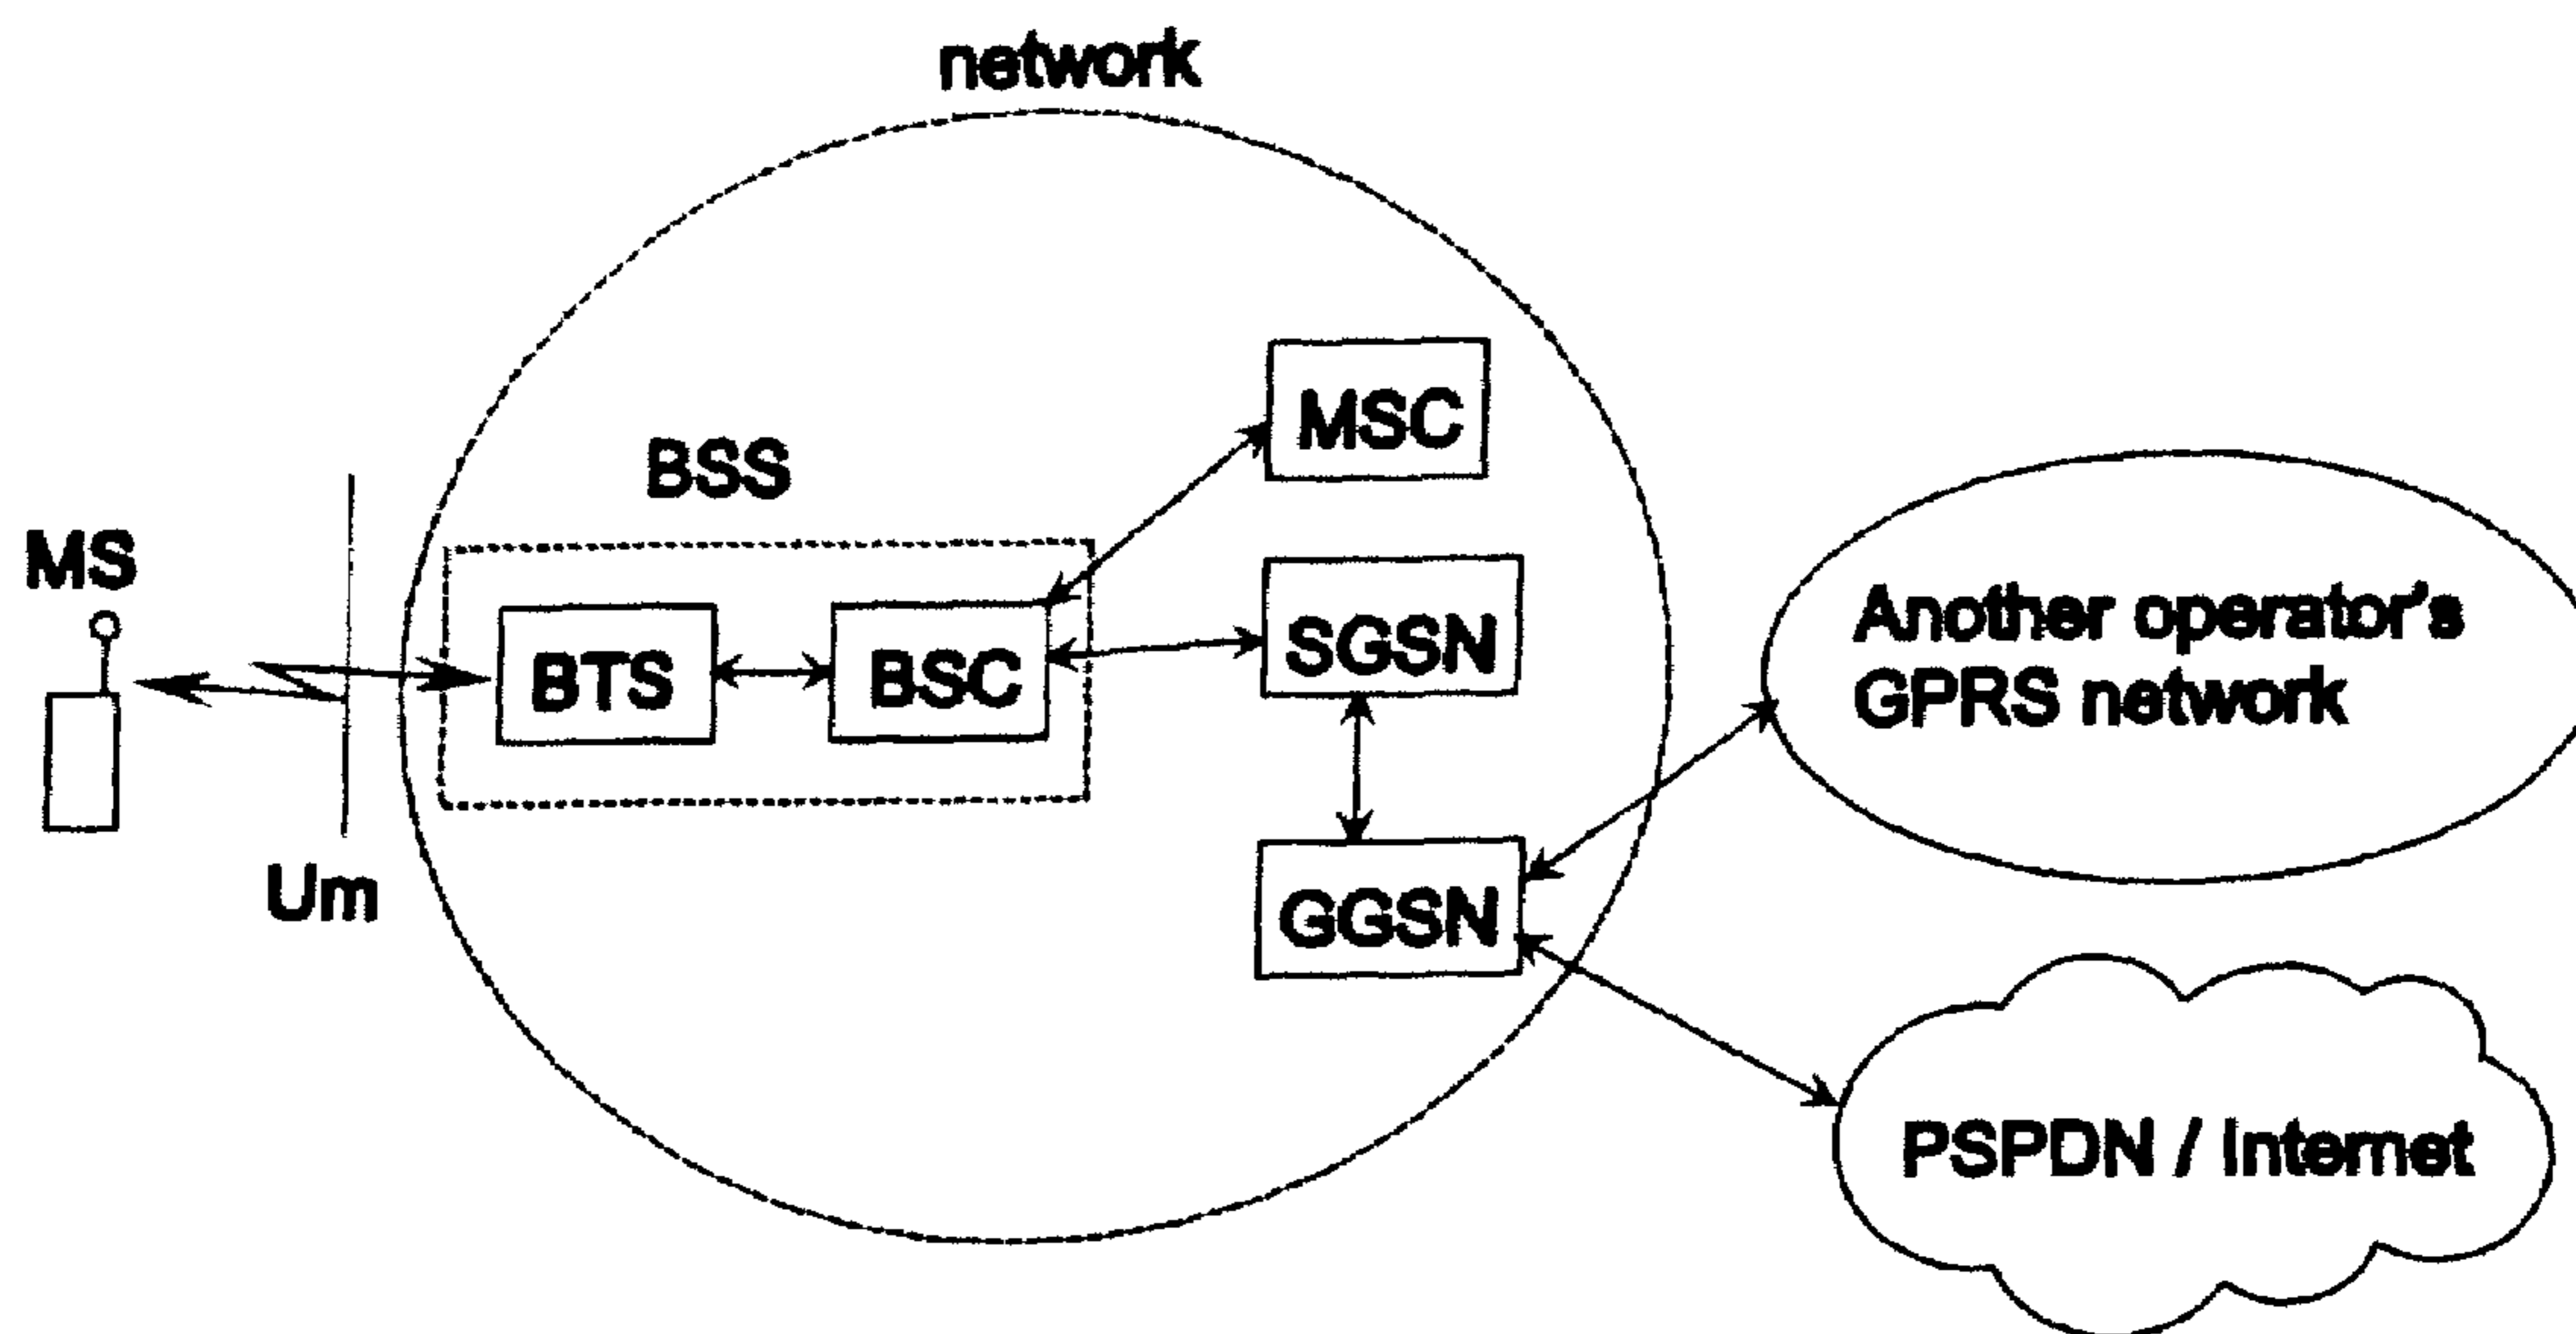 network
MSC
BSS
MS
BTS
BSC
SGSN
Another operator's
GPRS network
Um
GGSN
PSPDN / Internet